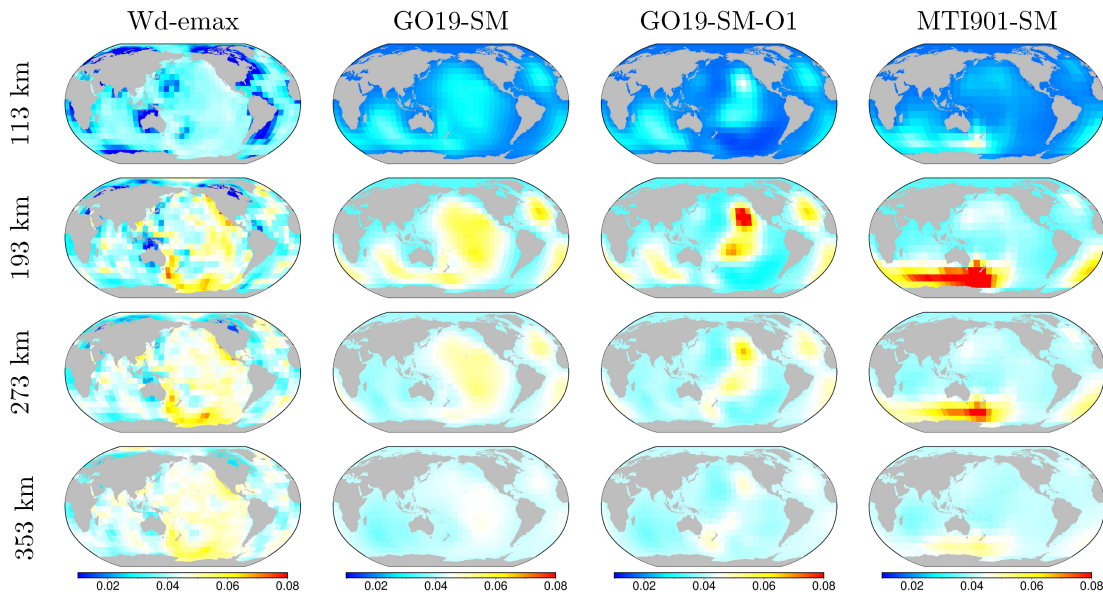 Wd-emax GO19-SM GO19-SM-O1 MTI901-SM
113 km
193 km
273 km
353 km
0.02 0.04 0.06 0.08 0.02 0.04 0.06 0.08 0.02 0.04 0.06 0.08 0.02 0.04 0.06 0.08